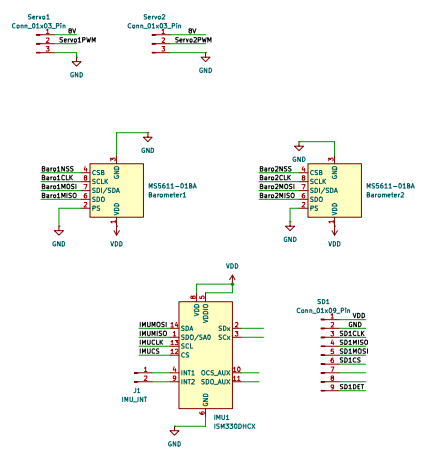 Servo1
Conn_01x03_Pin
1 8V
2 Servo1PWM
3
GND
Servo2
Conn_01x03_Pin
1 8V
2 Servo2PWM
3
GND
GND
3
GND
Baro1NSS 4 CSB
Baro1CLK 8 SCLK
Baro1MOSI 7 SDI/SDA
Baro1MISO 6 SDO
2 PS
VDD
1
MS5611-01BA
Barometer1
GND
VDD
GND
3
GND
Baro2NSS 4 CSB
Baro2CLK 8 SCLK
Baro2MOSI 7 SDI/SDA
Baro2MISO 6 SDO
2 PS
VDD
1
MS5611-01BA
Barometer2
GND
VDD
VDD
8 5
VDD VDDIO
IMUMOSI 14 SDA
IMUMISO 1 SDO/SA0
IMUCLK 13 SCL
IMUCS 12 CS
SDx 2
SCx 3
1 4 INT1
2 9 INT2
OCS_AUX 10
SDO_AUX 11
J1
IMU_INT
GND
6
IMU1
ISM330DHCX
GND
SD1
Conn_01x09_Pin
1 VDD
2 GND
3 SD1CLK
4 SD1MISO
5 SD1MOSI
6 SD1CS
7
8
9 SD1DET